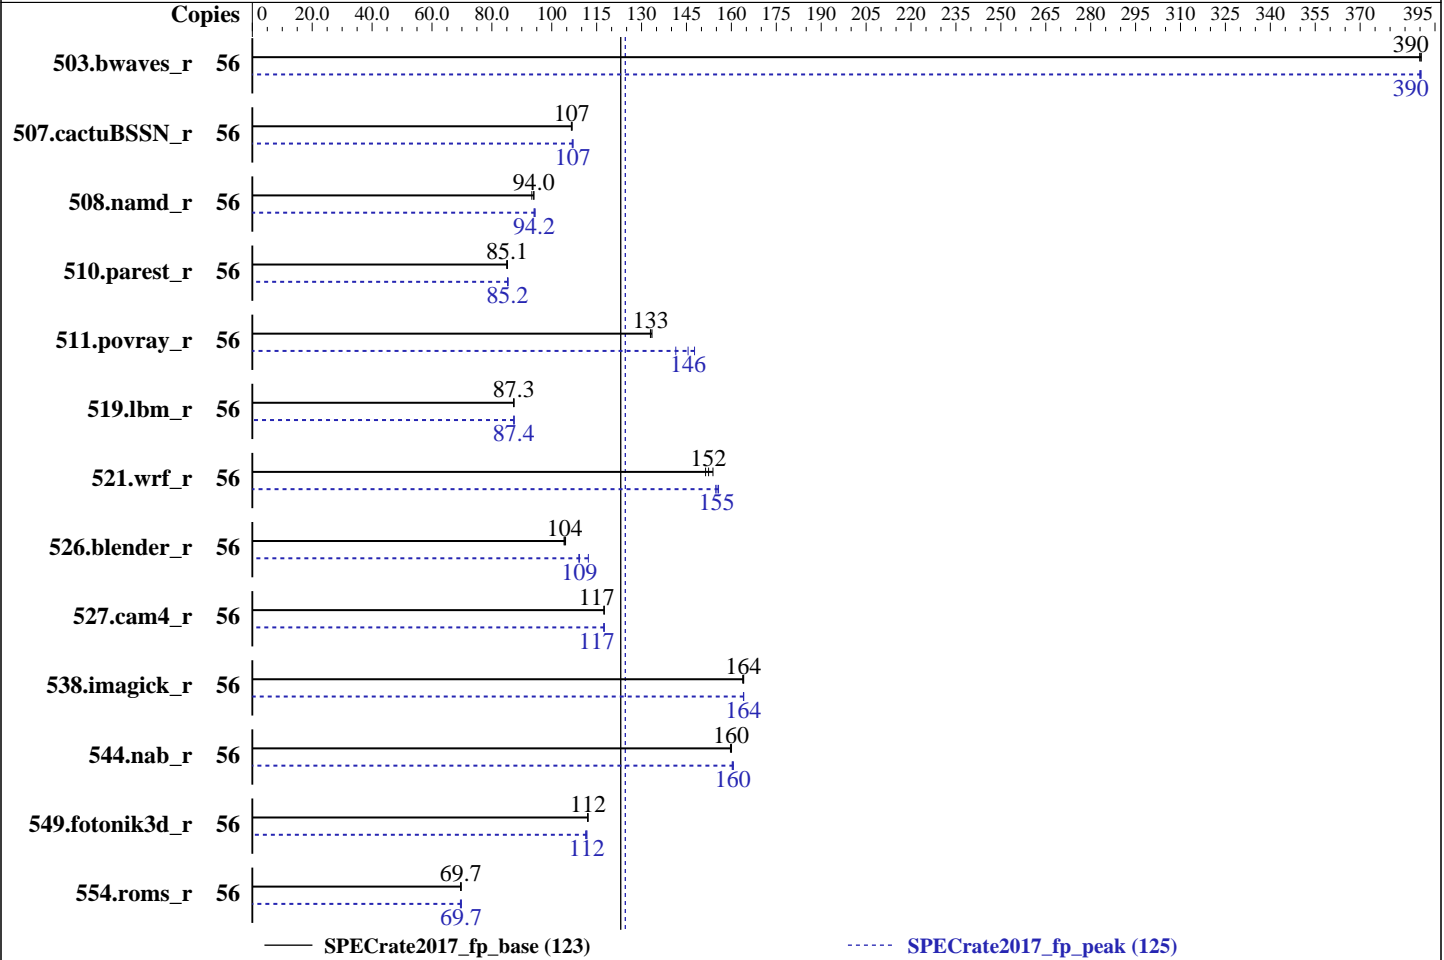 Copies 0 20.0 40.0 60.0 80.0 100 115 130 145 160 175 190 205 220 235 250 265 280 295 310 325 340 355 370 395
390
503.bwaves_r 56
390
107
507.cactuBSSN_r 56
107
94.0
508.namd_r 56
94.2
85.1
510.parest_r 56
85.2
133
511.povray_r 56
146
87.3
519.lbm_r 56
87.4
152
521.wrf_r 56
155
104
526.blender_r 56
109
117
527.cam4_r 56
117
164
538.imagick_r 56
164
160
544.nab_r 56
160
112
549.fotonik3d_r 56
112
69.7
554.roms_r 56
69.7
SPECrate2017_fp_base (123) SPECrate2017_fp_peak (125)